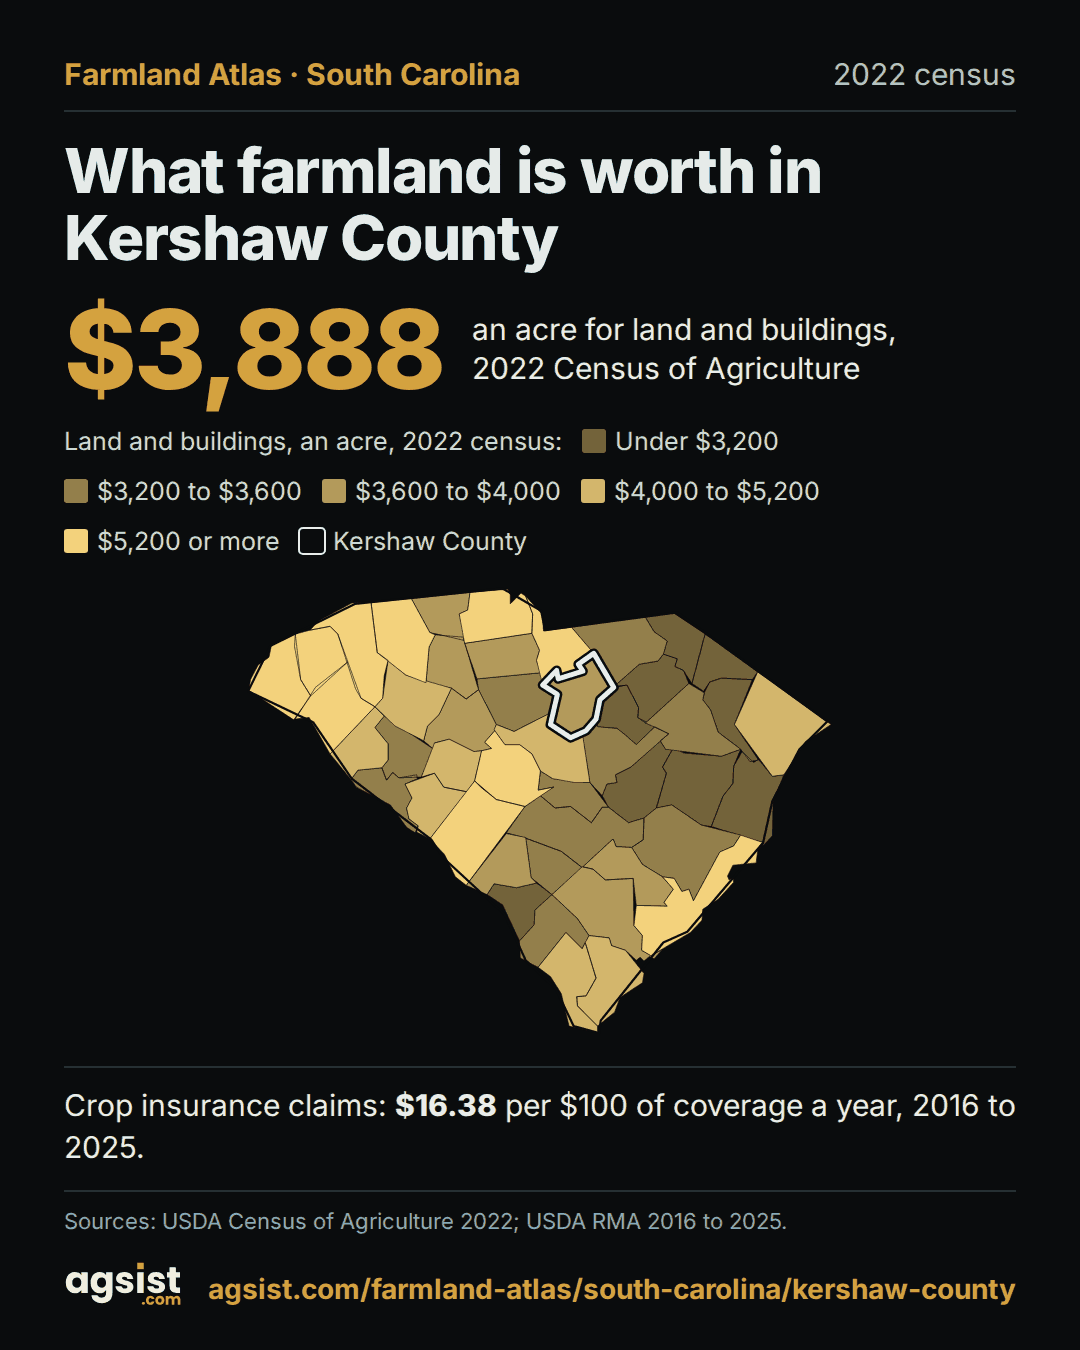 Farmland Atlas · South Carolina
2022 census
What farmland is worth in
Kershaw County
$3,888
an acre for land and buildings,
2022 Census of Agriculture
Land and buildings, an acre, 2022 census: Under $3,200
$3,200 to $3,600 $3,600 to $4,000 $4,000 to $5,200
$5,200 or more Kershaw County
Crop insurance claims: $16.38 per $100 of coverage a year, 2016 to
2025.
Sources: USDA Census of Agriculture 2022; USDA RMA 2016 to 2025.
agsist.com
agsist.com/farmland-atlas/south-carolina/kershaw-county